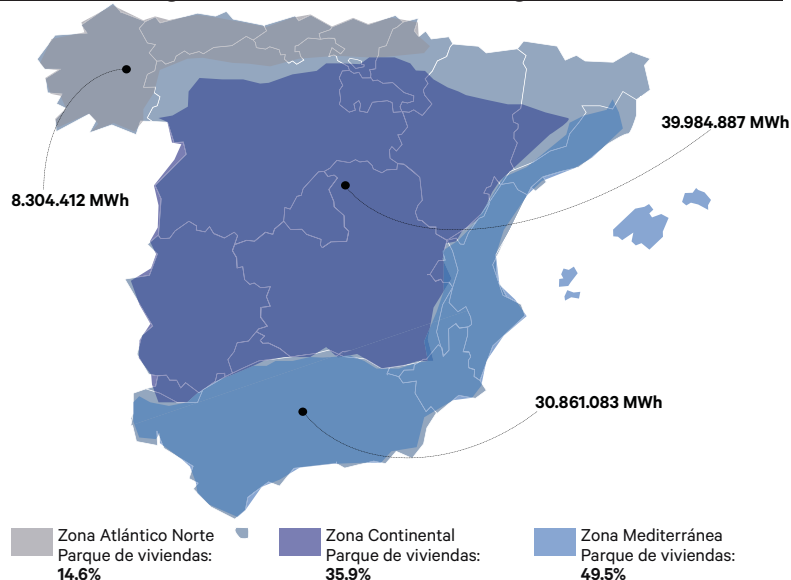 39.984.887 MWh
8.304.412 MWh
30.861.083 MWh
Zona Atlántico Norte
Parque de viviendas:
14.6%
Zona Continental
Parque de viviendas:
35.9%
Zona Mediterránea
Parque de viviendas:
49.5%